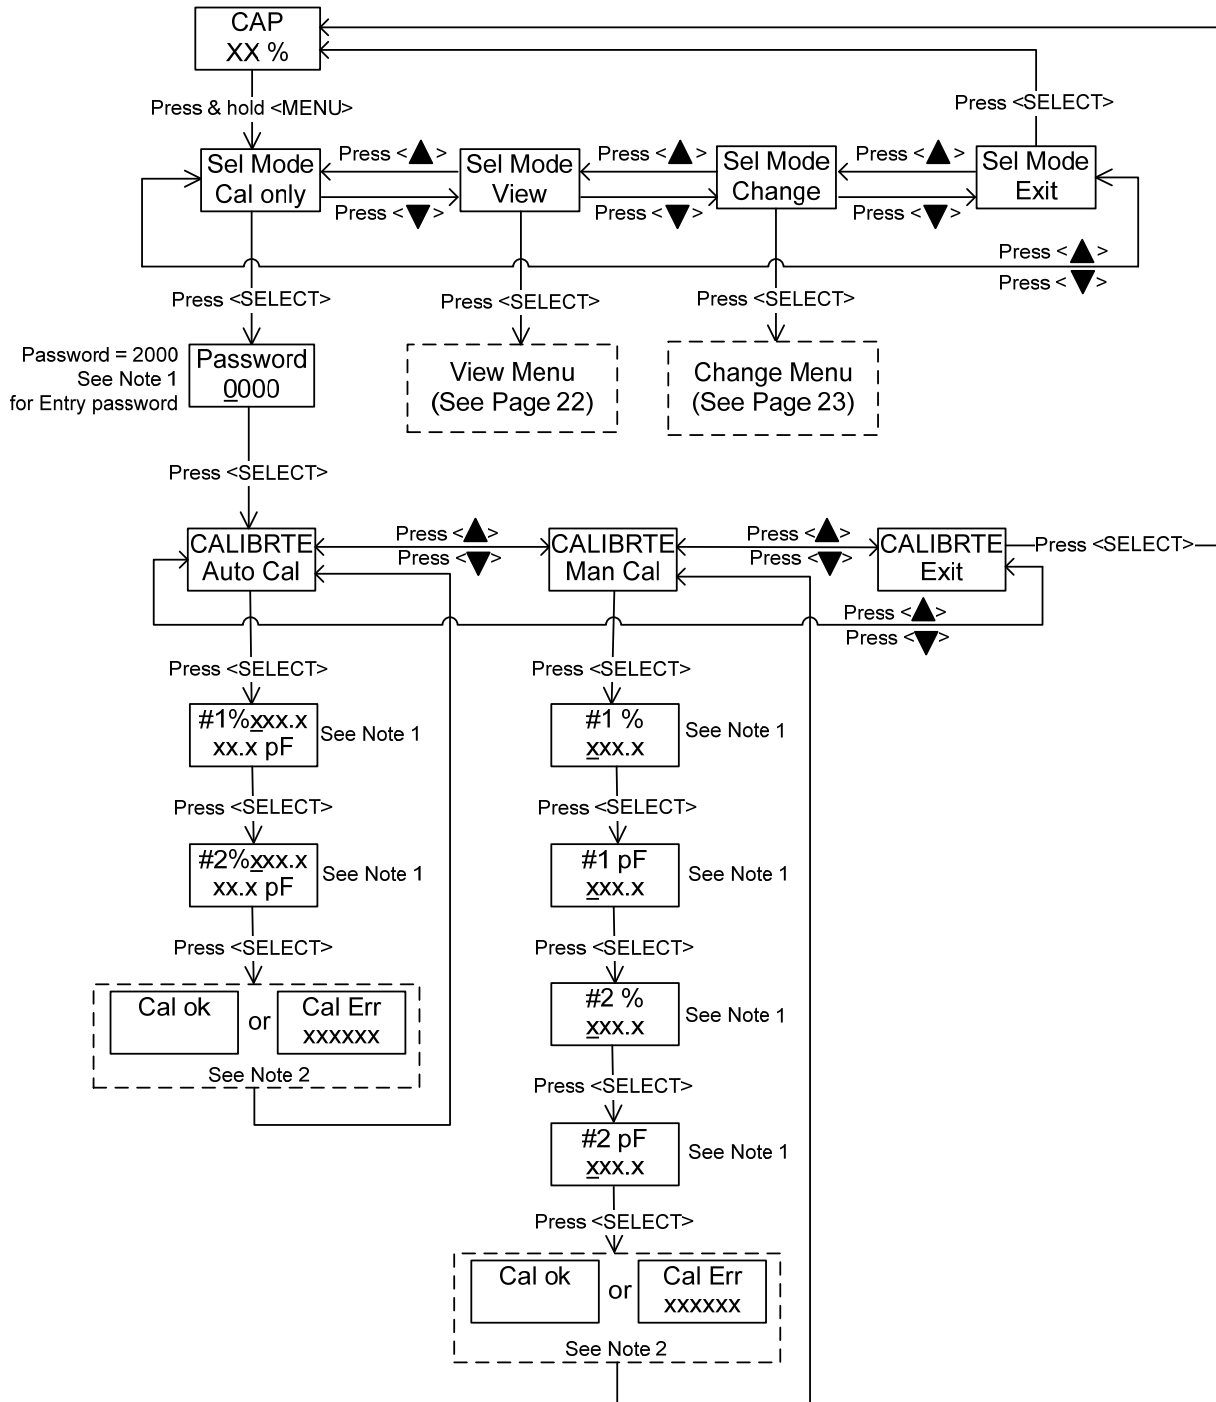 CAP
XX %
Press & hold <MENU>
Press <SELECT>
Sel Mode
Cal only
Press <▲>
Press <▼>
Sel Mode
View
Press <▲>
Press <▼>
Sel Mode
Change
Press <▲>
Press <▼>
Sel Mode
Exit
Press <▲>
Press <▼>
Press <SELECT>
Press <SELECT>
Press <SELECT>
Password = 2000
See Note 1
for Entry password
Password
0000
View Menu
(See Page 22)
Change Menu
(See Page 23)
Press <SELECT>
CALIBRTE
Auto Cal
Press <▲>
Press <▼>
CALIBRTE
Man Cal
Press <▲>
Press <▼>
CALIBRTE
Exit
Press <SELECT>
Press <▲>
Press <▼>
Press <SELECT>
Press <SELECT>
#1%xxx.x
xx.x pF
See Note 1
#1 %
xxx.x
See Note 1
Press <SELECT>
Press <SELECT>
#2%xxx.x
xx.x pF
See Note 1
#1 pF
xxx.x
See Note 1
Press <SELECT>
Press <SELECT>
Cal ok
or
Cal Err
xxxxxx
See Note 2
#2 %
xxx.x
See Note 1
Press <SELECT>
#2 pF
xxx.x
See Note 1
Press <SELECT>
Cal ok
or
Cal Err
xxxxxx
See Note 2